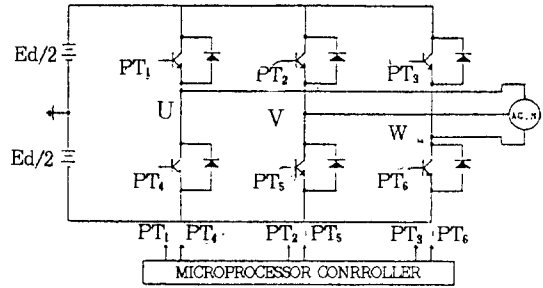 Ed/2
PT1
PT2
PT3
U
V
W
AC.M
Ed/2
PT4
PT5
PT6
PT1 PT4 PT2 PT5 PT3 PT6
MICROPROCESSOR CONRROLLER